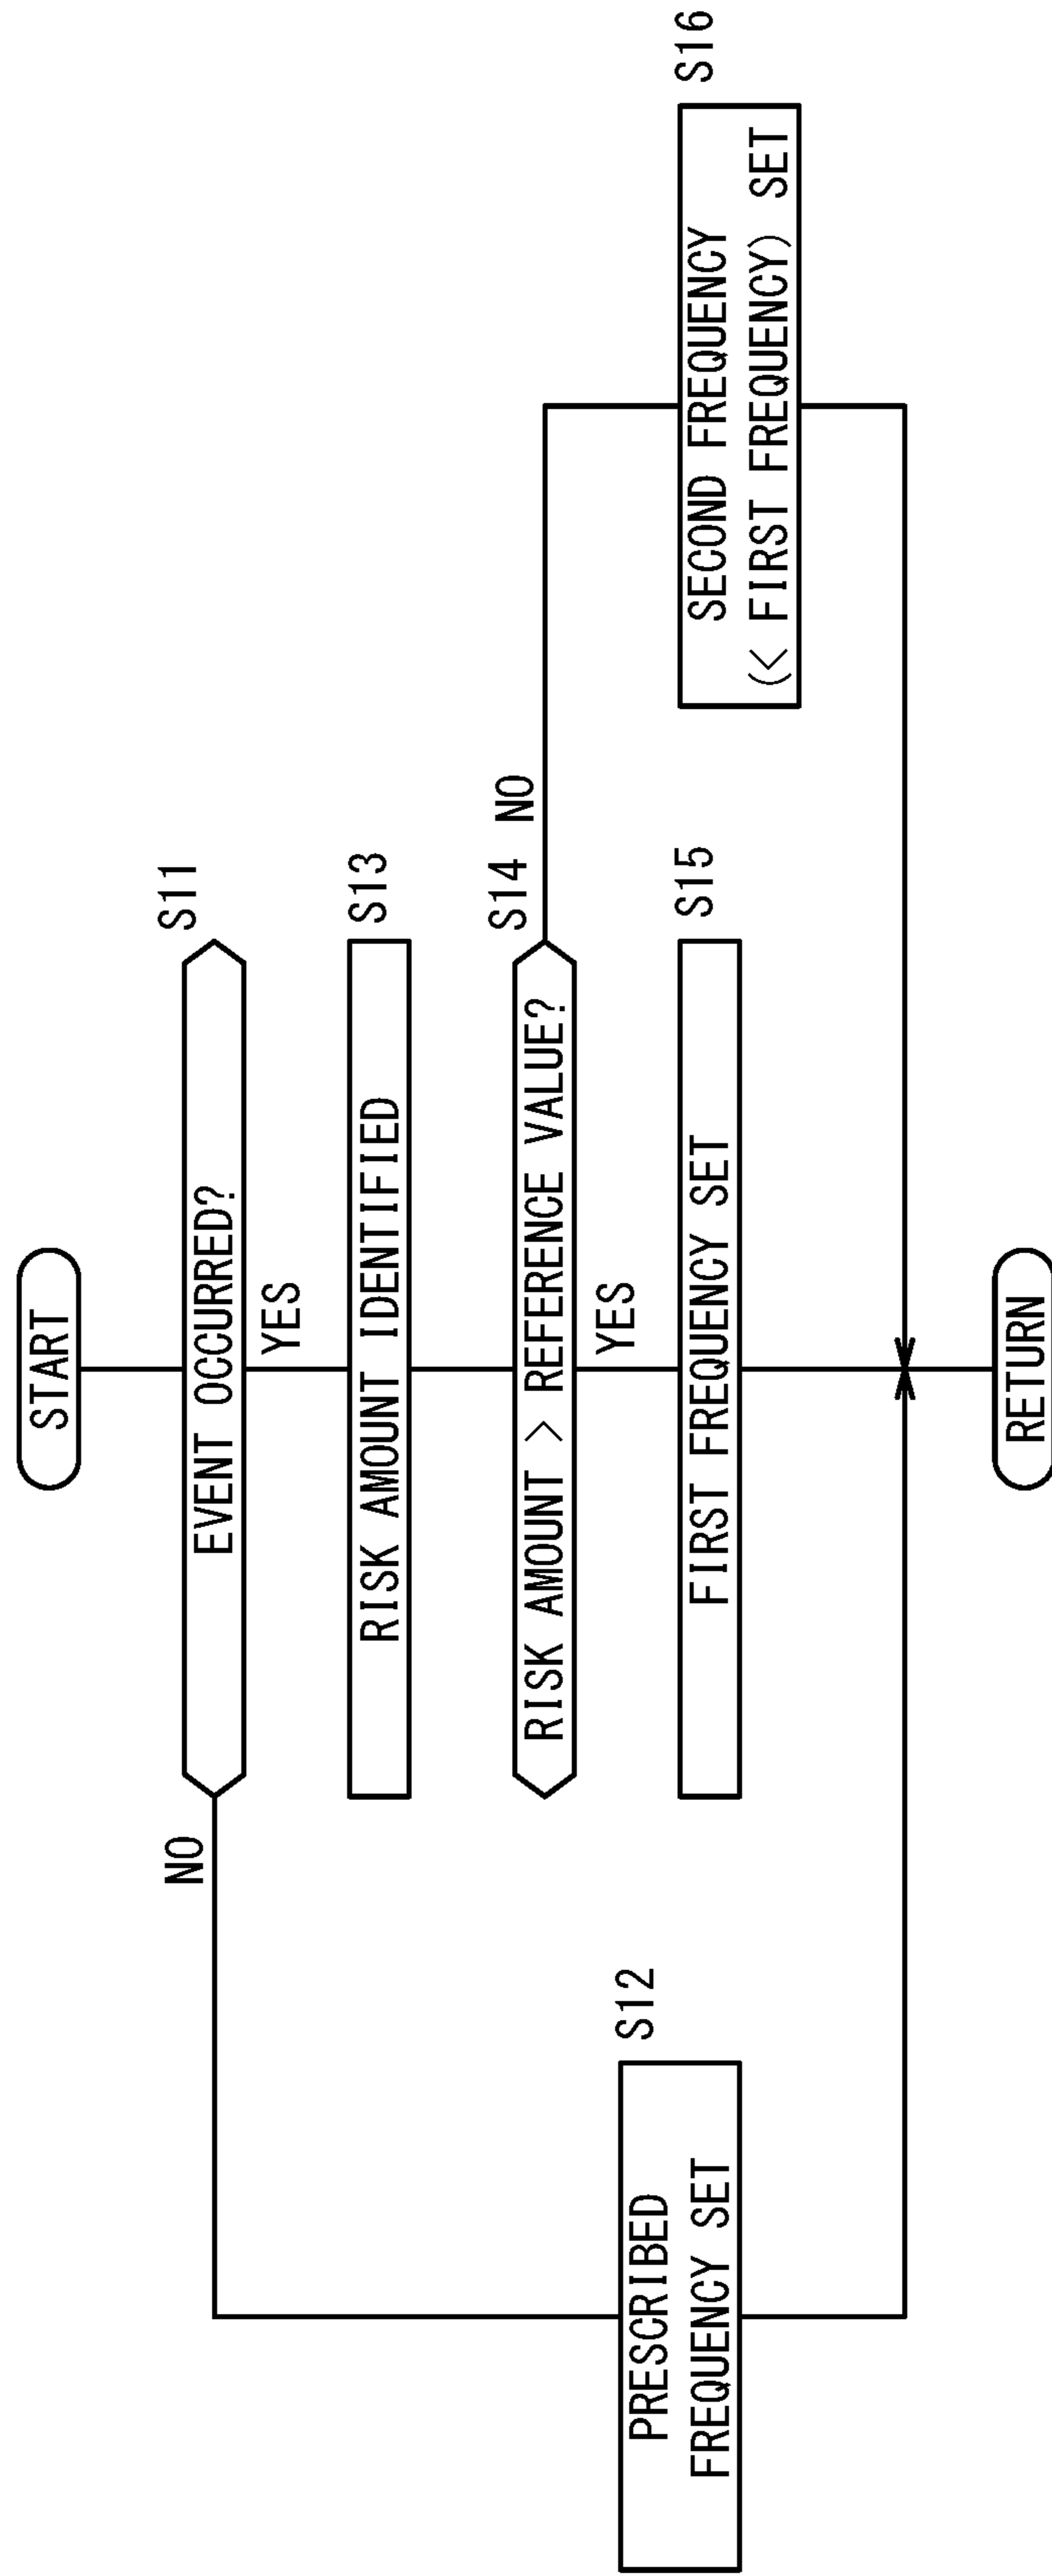 START
EVENT OCCURRED?
S11
NO
YES
RISK AMOUNT IDENTIFIED
S13
RISK AMOUNT > REFERENCE VALUE?
S14
NO
YES
PRESCRIBED
FREQUENCY SET
S12
FIRST FREQUENCY SET
S15
SECOND FREQUENCY
(< FIRST FREQUENCY) SET
S16
RETURN